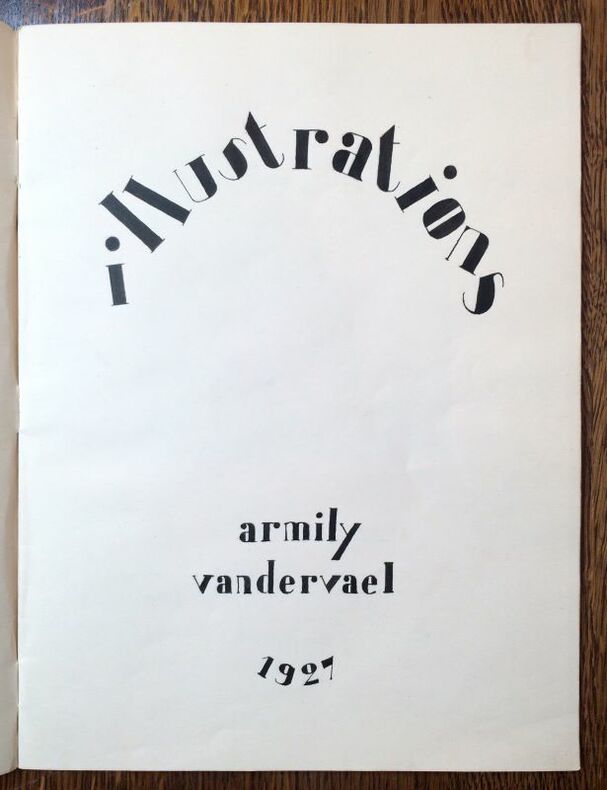 illustrations
armily
vandervael
1927